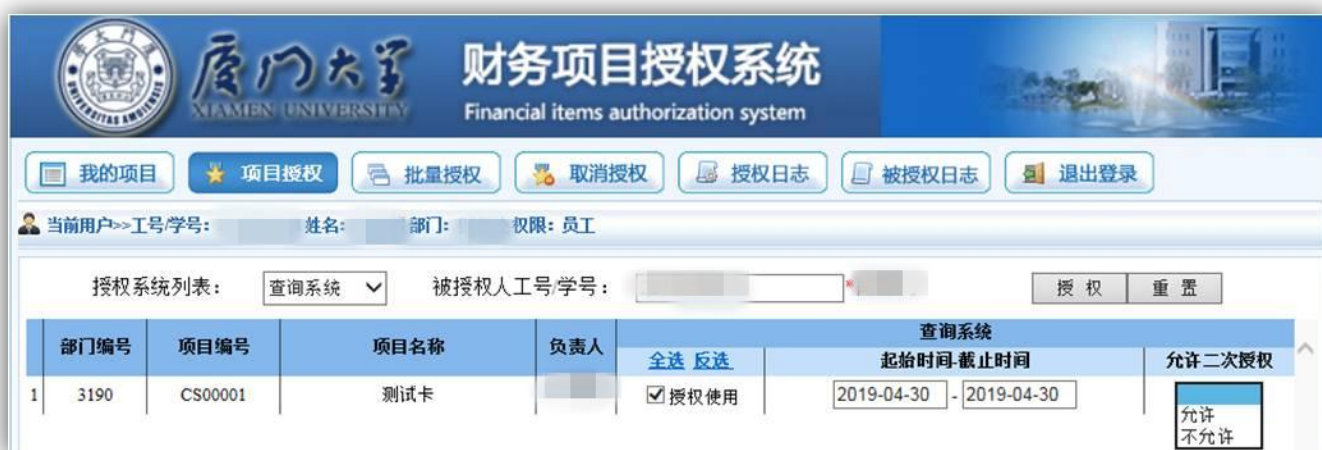 厦门大学
XIAMEN UNIVERSITY
财务项目授权系统
Financial items authorization system
我的项目 项目授权 批量授权 取消授权 授权日志 被授权日志 退出登录
当前用户>>工号/学号: 姓名: 部门: 权限: 员工
授权系统列表: 查询系统 被授权人工号/学号: * 授 权 重 置
部门编号 项目编号 项目名称 负责人 查询系统
全选 反选 起始时间-截止时间 允许二次授权
1 3190 CS00001 测试卡 授权使用 2019-04-30 - 2019-04-30
允许
不允许